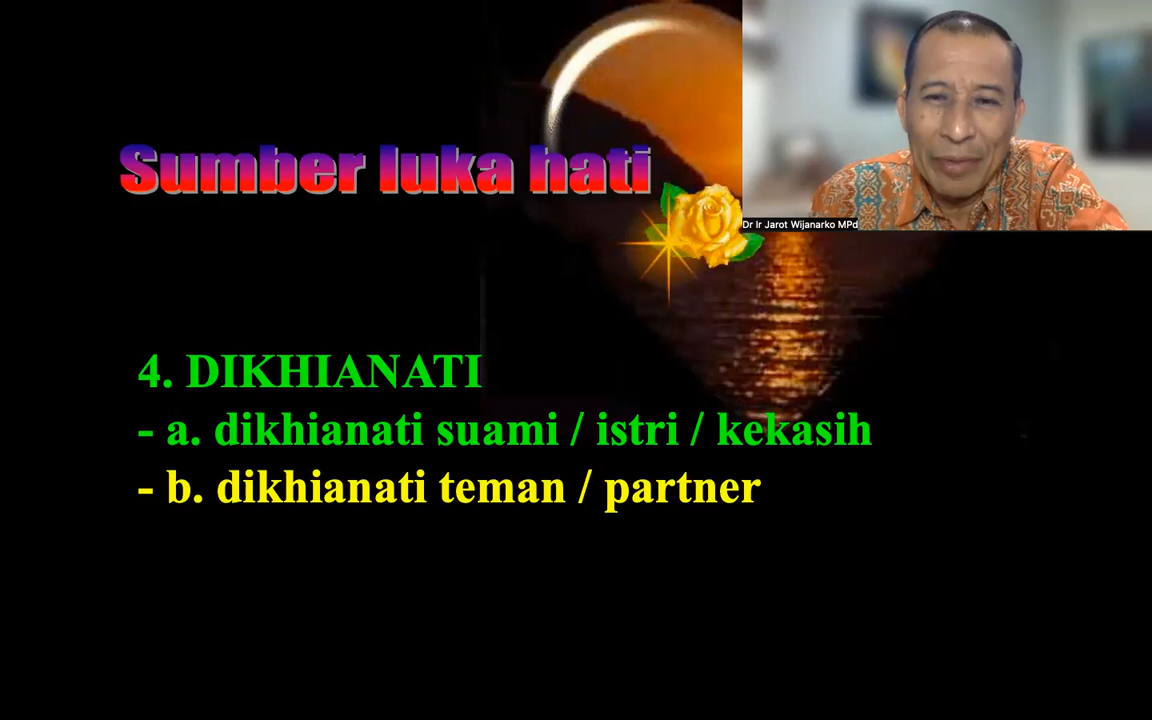 Sumber luka hati
Dr Ir Jarot Wijanarko MPd
4. DIKHIANATI
- a. dikhianati suami / istri / kekasih
- b. dikhianati teman / partner